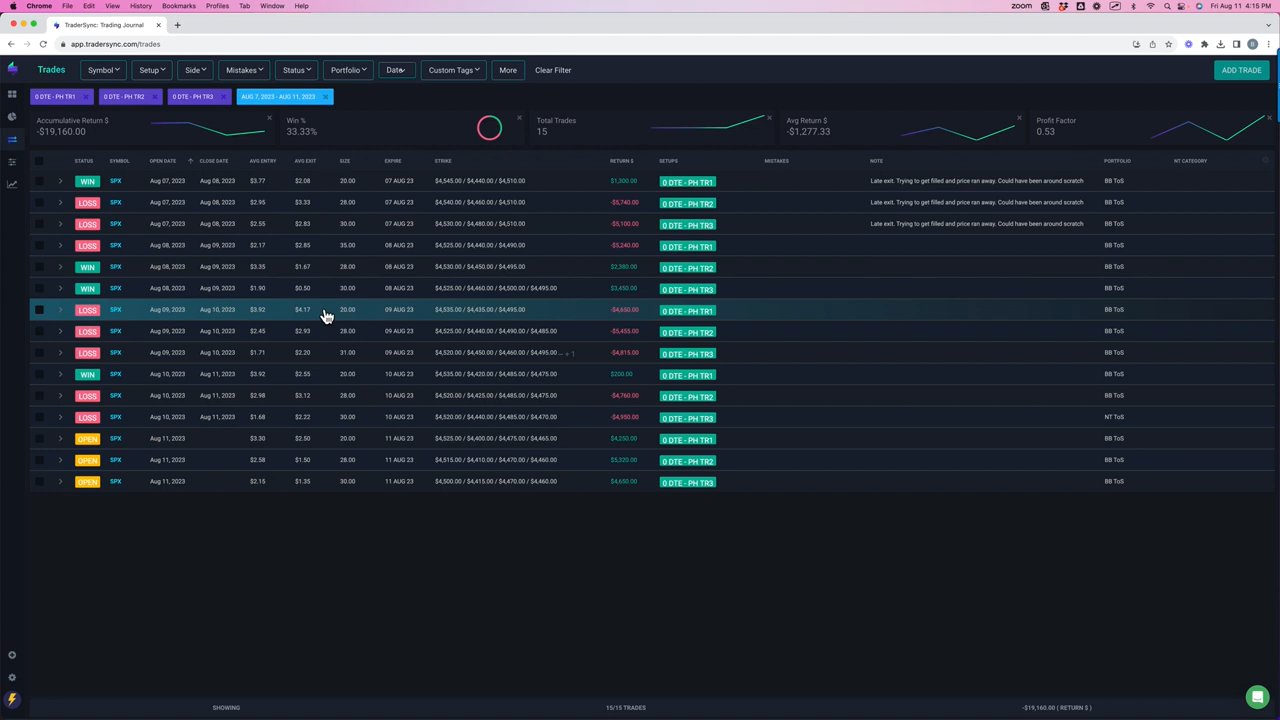 Chrome File Edit View History Bookmarks Profiles Tab Window Help zoom Fri Aug 11 4:15 PM
TraderSync: Trading Journal
app.tradersync.com/trades
Trades Symbol Setup Side Mistakes Status Portfolio Date Custom Tags More Clear Filter ADD TRADE
0 DTE - PH TR1 0 DTE - PH TR2 0 DTE - PH TR3 AUG 7, 2023 - AUG 11, 2023
Accumulative Return $ Win % Total Trades Avg Return $ Profit Factor
-$19,160.00 33.33% 15 -$1,277.33 0.53
STATUS SYMBOL OPEN DATE CLOSE DATE AVG ENTRY AVG EXIT SIZE EXPIRE STRIKE RETURN $ SETUPS MISTAKES NOTE PORTFOLIO NT CATEGORY
WIN SPX Aug 07, 2023 Aug 08, 2023 $3.77 $2.08 20.00 07 AUG 23 $4,545.00 / $4,440.00 / $4,510.00 $1,300.00 0 DTE - PH TR1 Late exit. Trying to get filled and price ran away. Could have been around scratch BB ToS
LOSS SPX Aug 07, 2023 Aug 08, 2023 $2.95 $3.33 28.00 07 AUG 23 $4,540.00 / $4,460.00 / $4,510.00 -$5,740.00 0 DTE - PH TR2 Late exit. Trying to get filled and price ran away. Could have been around scratch BB ToS
LOSS SPX Aug 07, 2023 Aug 08, 2023 $2.55 $2.83 30.00 07 AUG 23 $4,530.00 / $4,480.00 / $4,510.00 -$5,100.00 0 DTE - PH TR3 Late exit. Trying to get filled and price ran away. Could have been around scratch BB ToS
LOSS SPX Aug 08, 2023 Aug 09, 2023 $2.17 $2.85 35.00 08 AUG 23 $4,525.00 / $4,440.00 / $4,490.00 -$5,240.00 0 DTE - PH TR1 BB ToS
WIN SPX Aug 08, 2023 Aug 09, 2023 $3.35 $1.67 28.00 08 AUG 23 $4,530.00 / $4,450.00 / $4,495.00 $2,380.00 0 DTE - PH TR2 BB ToS
WIN SPX Aug 08, 2023 Aug 09, 2023 $1.90 $0.50 30.00 08 AUG 23 $4,525.00 / $4,460.00 / $4,500.00 / $4,495.00 $3,450.00 0 DTE - PH TR3 BB ToS
LOSS SPX Aug 09, 2023 Aug 10, 2023 $3.92 $4.17 20.00 09 AUG 23 $4,535.00 / $4,435.00 / $4,495.00 -$4,650.00 0 DTE - PH TR1 BB ToS
LOSS SPX Aug 09, 2023 Aug 10, 2023 $2.45 $2.93 28.00 09 AUG 23 $4,525.00 / $4,440.00 / $4,490.00 / $4,485.00 -$5,455.00 0 DTE - PH TR2 BB ToS
LOSS SPX Aug 09, 2023 Aug 10, 2023 $1.71 $2.20 31.00 09 AUG 23 $4,520.00 / $4,450.00 / $4,460.00 / $4,495.00 ... + 1 -$4,815.00 0 DTE - PH TR3 BB ToS
WIN SPX Aug 10, 2023 Aug 11, 2023 $3.92 $2.55 20.00 10 AUG 23 $4,535.00 / $4,420.00 / $4,485.00 / $4,475.00 $200.00 0 DTE - PH TR1 BB ToS
LOSS SPX Aug 10, 2023 Aug 11, 2023 $2.98 $3.12 28.00 10 AUG 23 $4,520.00 / $4,425.00 / $4,485.00 / $4,475.00 -$4,760.00 0 DTE - PH TR2 BB ToS
LOSS SPX Aug 10, 2023 Aug 11, 2023 $1.68 $2.22 30.00 10 AUG 23 $4,520.00 / $4,440.00 / $4,485.00 / $4,470.00 -$4,950.00 0 DTE - PH TR3 NT ToS
OPEN SPX Aug 11, 2023 $3.30 $2.50 20.00 11 AUG 23 $4,525.00 / $4,400.00 / $4,475.00 / $4,465.00 $4,250.00 0 DTE - PH TR1 BB ToS
OPEN SPX Aug 11, 2023 $2.58 $1.50 28.00 11 AUG 23 $4,515.00 / $4,410.00 / $4,470.00 / $4,460.00 $5,320.00 0 DTE - PH TR2 BB ToS
OPEN SPX Aug 11, 2023 $2.15 $1.35 30.00 11 AUG 23 $4,500.00 / $4,415.00 / $4,470.00 / $4,460.00 $4,650.00 0 DTE - PH TR3 BB ToS
SHOWING 15/15 TRADES -$19,160.00 ( RETURN $ )